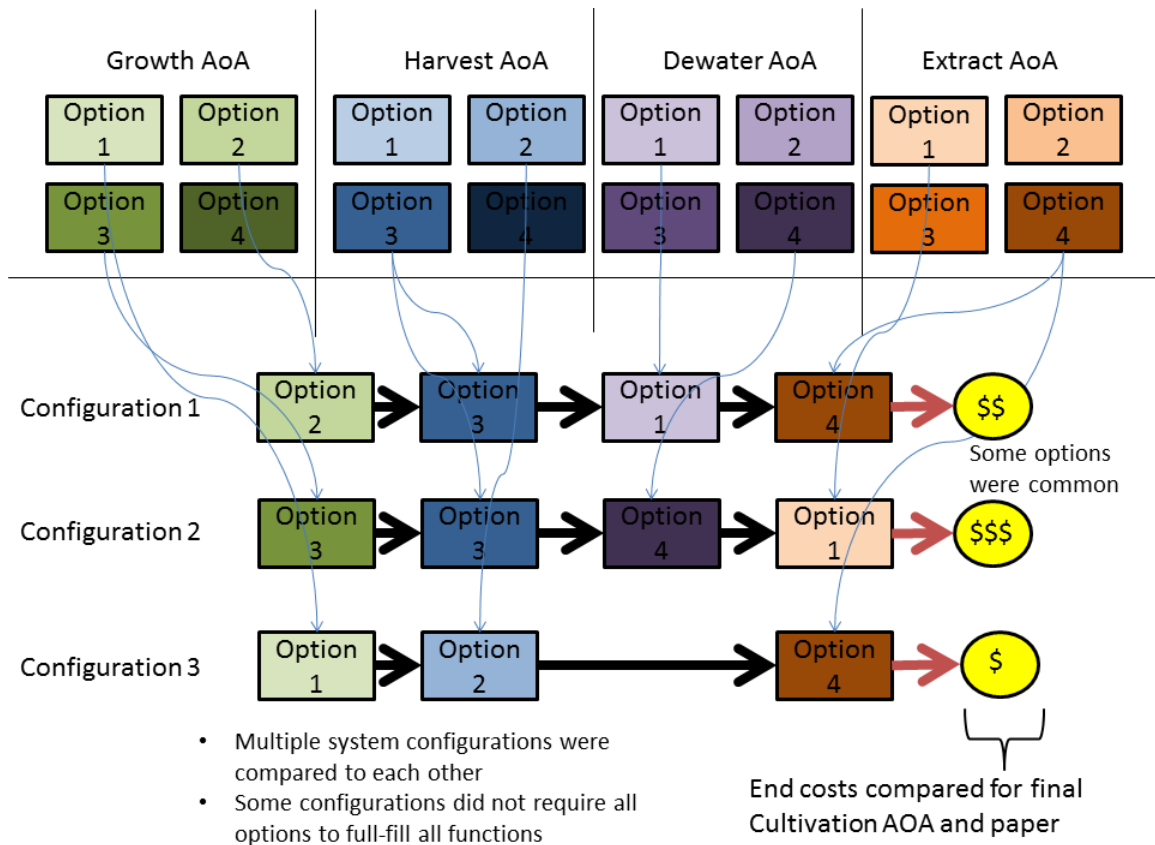 Growth AoA
Harvest AoA
Dewater AoA
Extract AoA
Option
1
Option
2
Option
1
Option
2
Option
1
Option
2
Option
1
Option
2
Option
3
Option
4
Option
3
Option
4
Option
3
Option
4
Option
3
Option
4
Configuration 1
Option
2
Option
3
Option
1
Option
4
$$
Some options
were common
Configuration 2
Option
3
Option
3
Option
4
Option
1
$$$
Configuration 3
Option
1
Option
2
Option
4
$
• Multiple system configurations were
compared to each other
• Some configurations did not require all
options to full-fill all functions
End costs compared for final
Cultivation AOA and paper